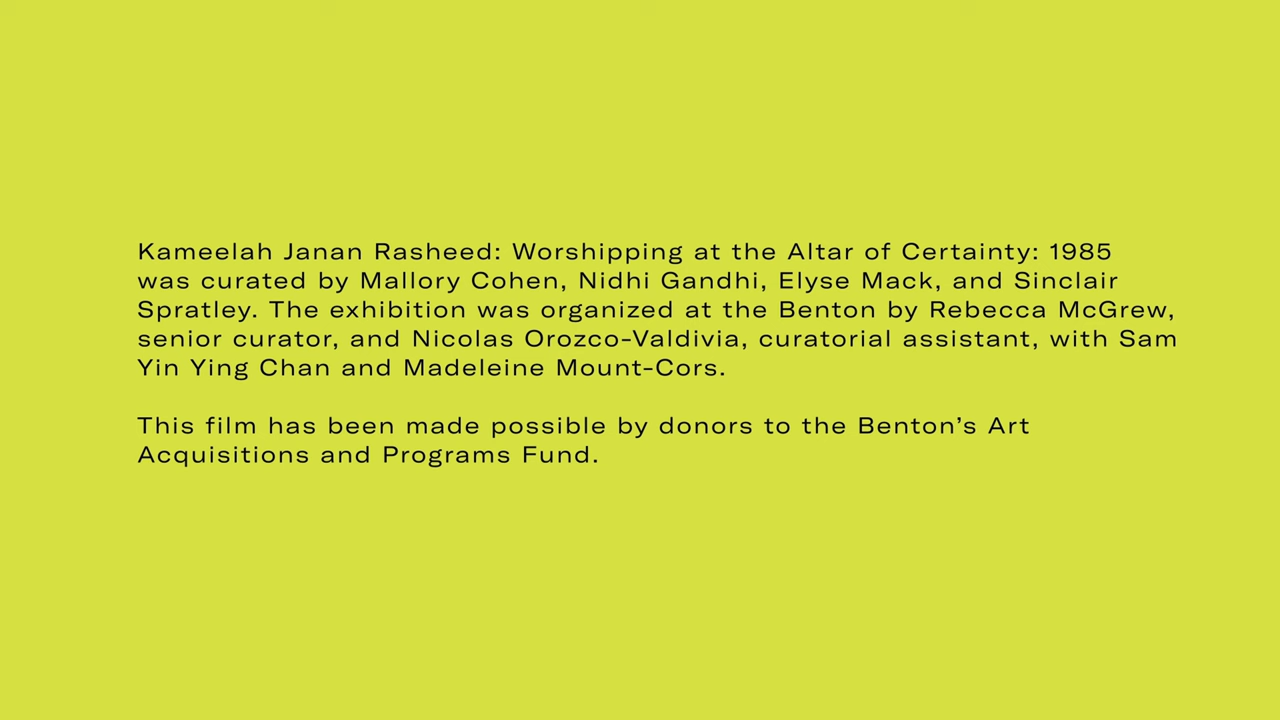 Kameelah Janan Rasheed: Worshipping at the Altar of Certainty: 1985
was curated by Mallory Cohen, Nidhi Gandhi, Elyse Mack, and Sinclair
Spratley. The exhibition was organized at the Benton by Rebecca McGrew,
senior curator, and Nicolas Orozco-Valdivia, curatorial assistant, with Sam
Yin Ying Chan and Madeleine Mount-Cors.
This film has been made possible by donors to the Benton’s Art
Acquisitions and Programs Fund.